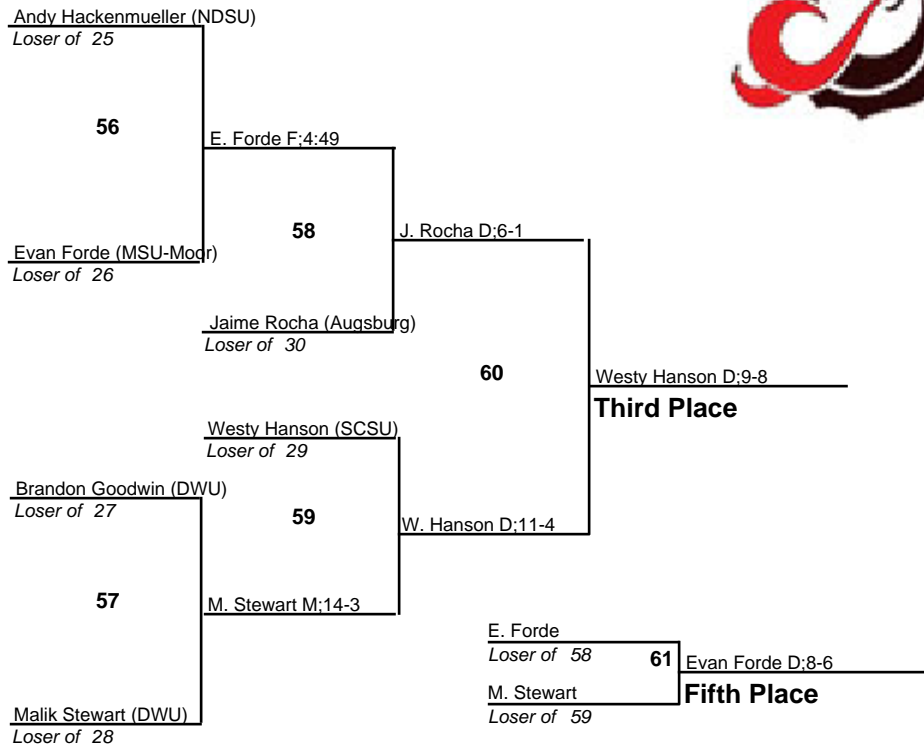 Andy Hackenmueller (NDSU)
Loser of 25
56
E. Forde F;4:49
Evan Forde (MSU-Moor)
Loser of 26
58
J. Rocha D;6-1
Jaime Rocha (Augsburg)
Loser of 30
60
Westy Hanson D;9-8
Third Place
Westy Hanson (SCSU)
Loser of 29
Brandon Goodwin (DWU)
Loser of 27
59
W. Hanson D;11-4
57
M. Stewart M;14-3
Malik Stewart (DWU)
Loser of 28
E. Forde
Loser of 58
61
Evan Forde D;8-6
Fifth Place
M. Stewart
Loser of 59